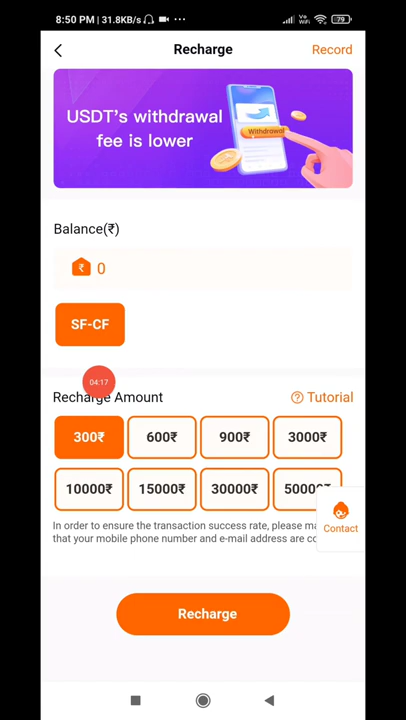 8:50 PM | 31.8KB/s
Vo
WiFi
79
Recharge
Record
USDT's withdrawal
fee is lower
Withdrawal
Balance(₹)
₹ 0
SF-CF
04:17
Recharge Amount
Tutorial
300₹ 600₹ 900₹ 3000₹
10000₹ 15000₹ 30000₹
In order to ensure the transaction success rate, please
that your mobile phone number and e-mail address are
Contact
Recharge